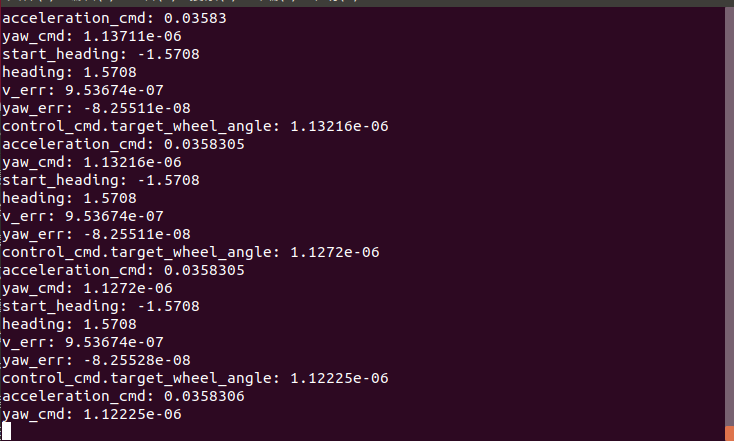 acceleration_cmd: 0.03583
yaw_cmd: 1.13711e-06
start_heading: -1.5708
heading: 1.5708
v_err: 9.53674e-07
yaw_err: -8.25511e-08
control_cmd.target_wheel_angle: 1.13216e-06
acceleration_cmd: 0.0358305
yaw_cmd: 1.13216e-06
start_heading: -1.5708
heading: 1.5708
v_err: 9.53674e-07
yaw_err: -8.25511e-08
control_cmd.target_wheel_angle: 1.1272e-06
acceleration_cmd: 0.0358305
yaw_cmd: 1.1272e-06
start_heading: -1.5708
heading: 1.5708
v_err: 9.53674e-07
yaw_err: -8.25528e-08
control_cmd.target_wheel_angle: 1.12225e-06
acceleration_cmd: 0.0358306
yaw_cmd: 1.12225e-06